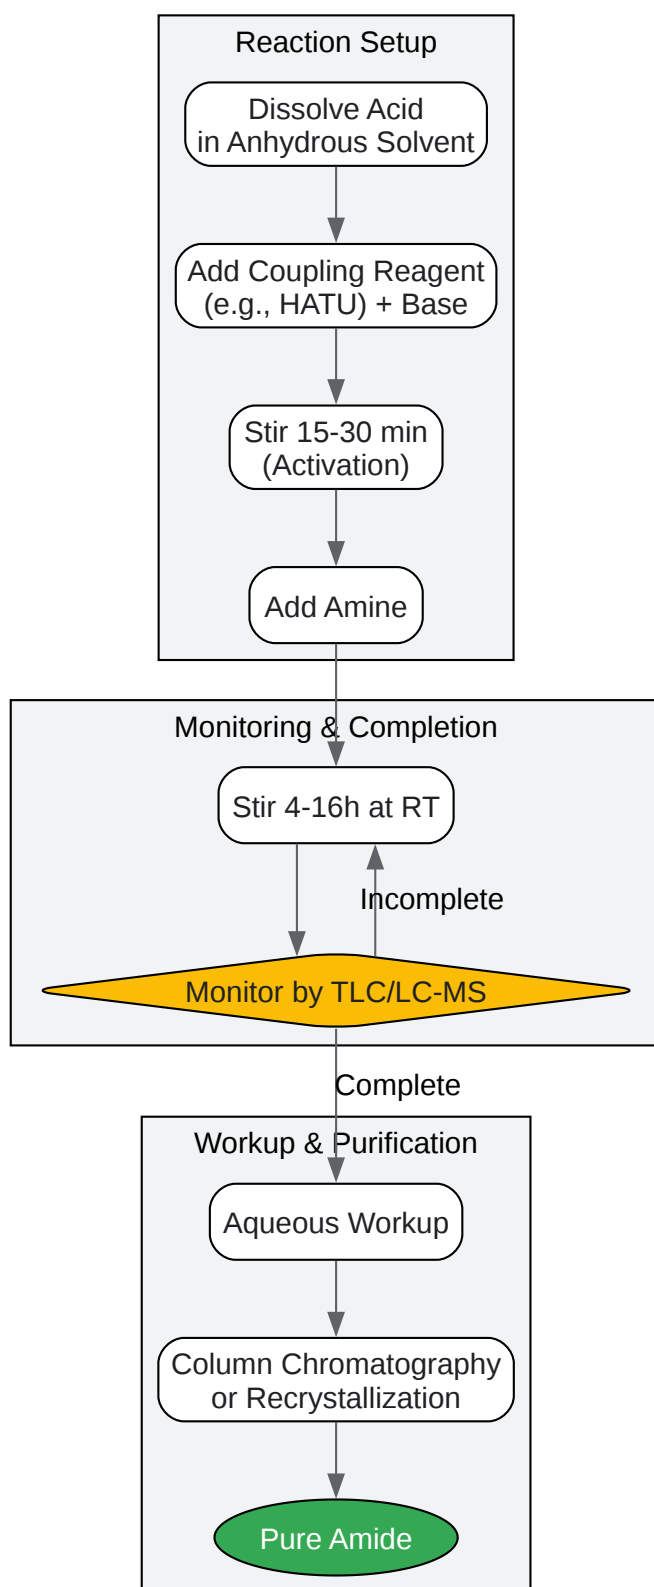 Reaction Setup
Dissolve Acid
in Anhydrous Solvent
Add Coupling Reagent
(e.g., HATU) + Base
Stir 15-30 min
(Activation)
Add Amine
Monitoring & Completion
Stir 4-16h at RT
Incomplete
Monitor by TLC/LC-MS
Complete
Workup & Purification
Aqueous Workup
Column Chromatography
or Recrystallization
Pure Amide